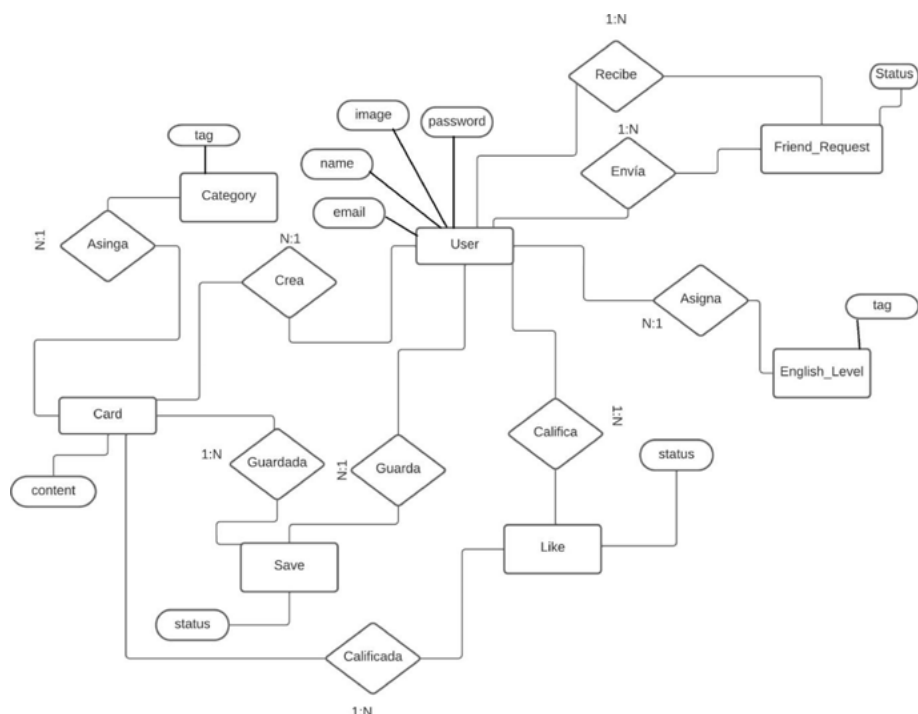 1:N
Recibe
Status
image
password
1:N
tag
Friend_Request
name
Envía
Category
email
N:1
Asinga
N:1
User
Crea
Asigna
N:1
tag
English_Level
Card
1:N
Califica
1:N
Guardada
N:1
Guarda
status
content
Like
Save
status
Calificada
1:N